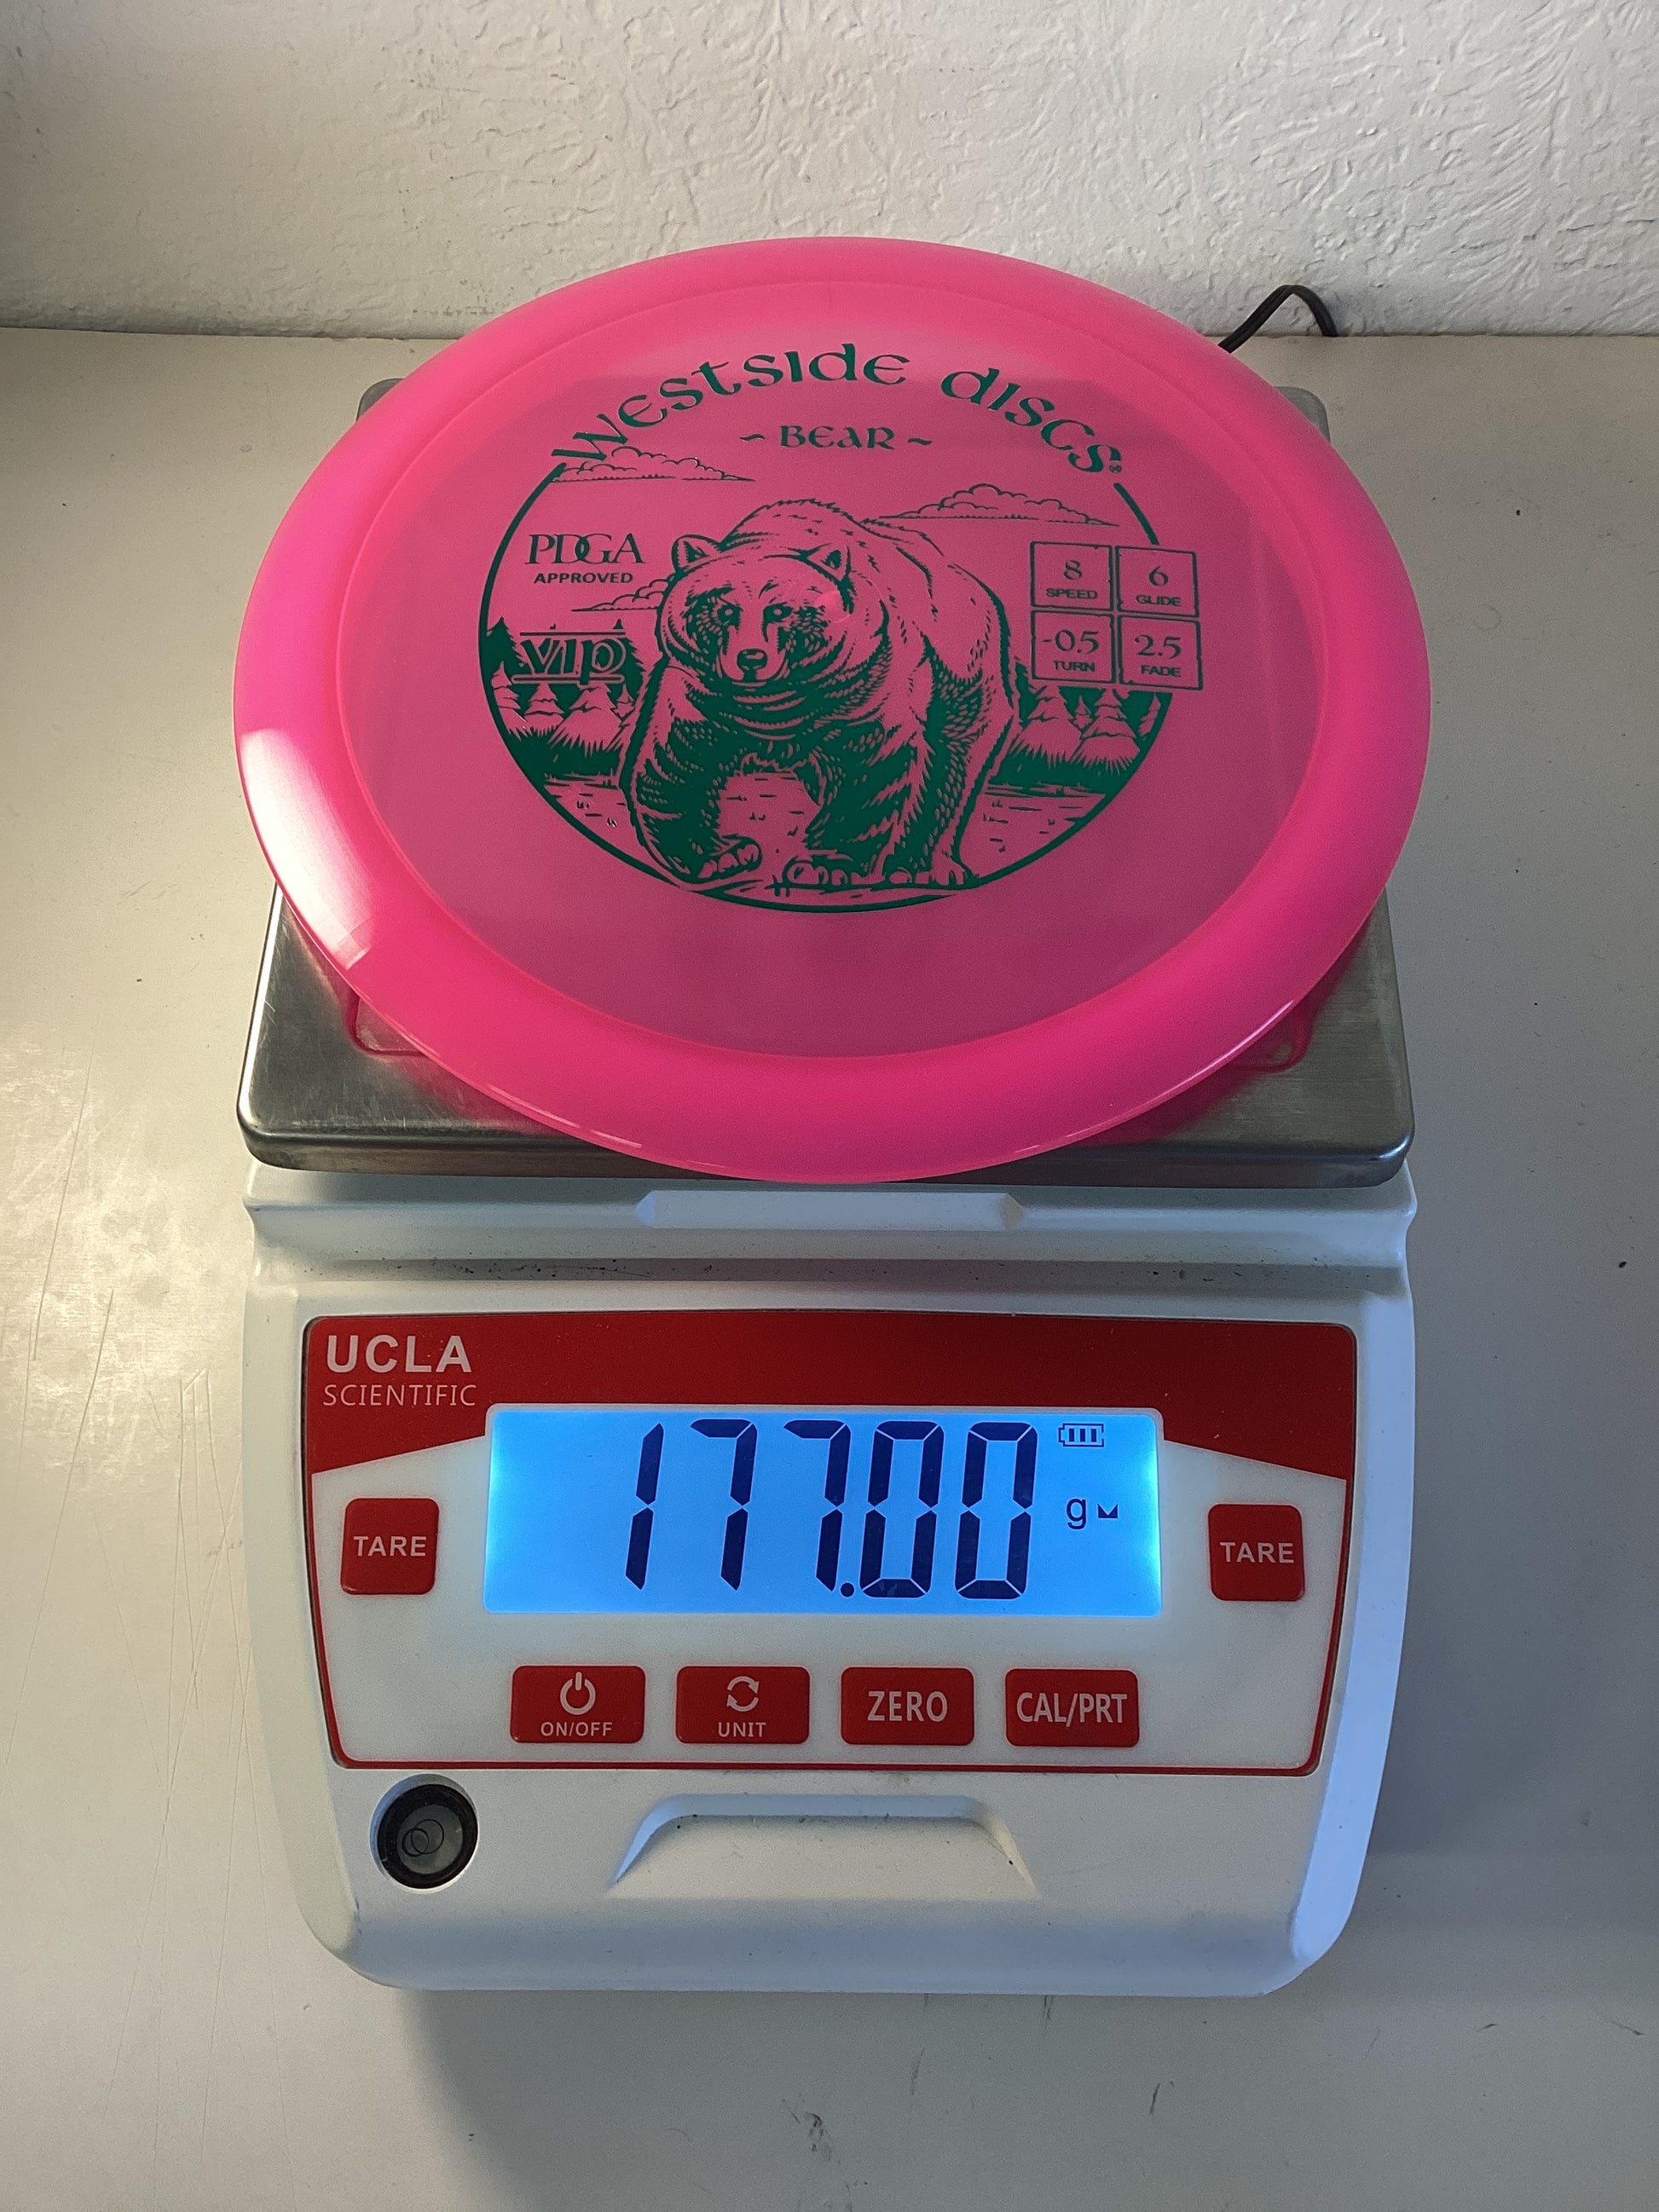 Westside discs®
~ BEAR ~
PDGA
APPROVED
VIP
8
SPEED
6
GLIDE
-0.5
TURN
2.5
FADE
UCLA
SCIENTIFIC
177.00
g
TARE
TARE
ON/OFF
UNIT
ZERO
CAL/PRT